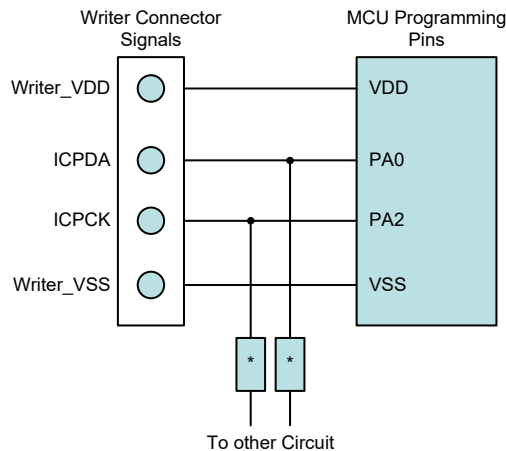 Writer Connector
Signals
MCU Programming
Pins
Writer_VDD
VDD
ICPDA
PA0
ICPCK
PA2
Writer_VSS
VSS
* *
To other Circuit